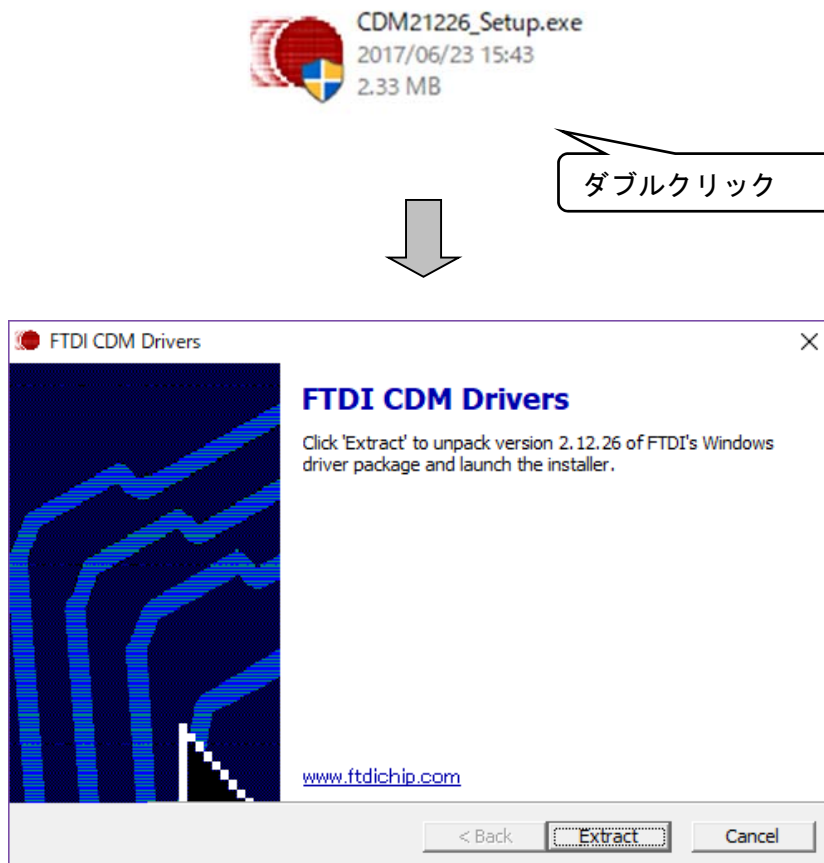 CDM21226_Setup.exe
2017/06/23 15:43
2.33 MB
ダブルクリック
FTDI CDM Drivers
FTDI CDM Drivers
Click 'Extract' to unpack version 2.12.26 of FTDI's Windows
driver package and launch the installer.
www.ftdichip.com
< Back
Extract
Cancel